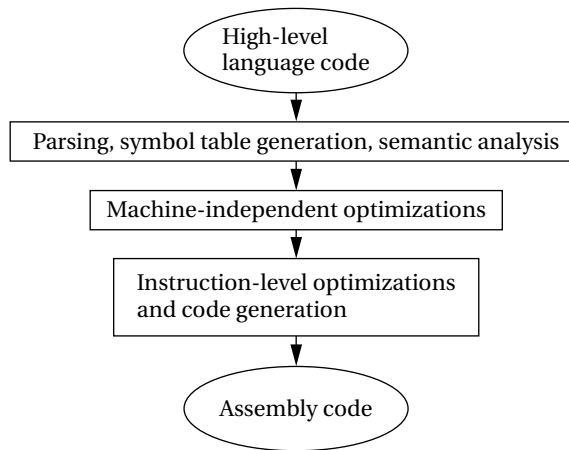 High-level
language code
Parsing, symbol table generation, semantic analysis
Machine-independent optimizations
Instruction-level optimizations
and code generation
Assembly code